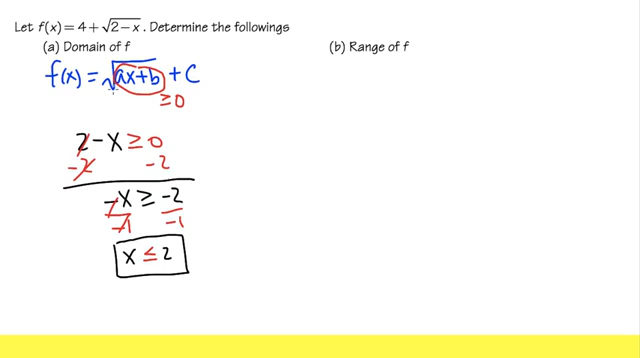 Let f(x) = 4 + √2 − x. Determine the followings
(a) Domain of f
f(x) = √ax+b + C
≥ 0
2 − x ≥ 0
−2 −2
−x ≥ −2
−1 −1
x ≤ 2
(b) Range of f